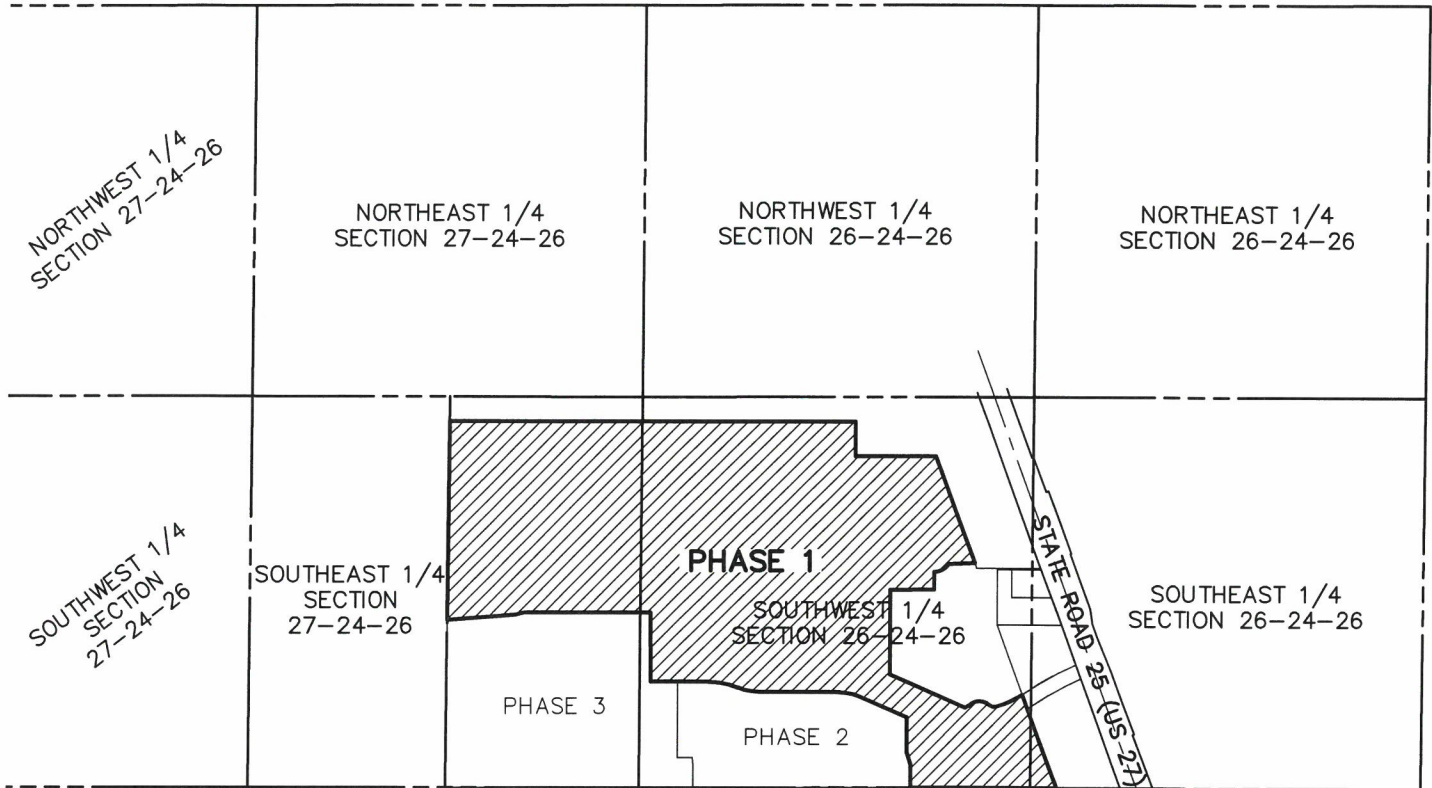 NORTHWEST 1/4
SECTION 27-24-26
NORTHEAST 1/4
SECTION 27-24-26
NORTHWEST 1/4
SECTION 26-24-26
NORTHEAST 1/4
SECTION 26-24-26
SOUTHWEST 1/4
SECTION
27-24-26
SOUTHEAST 1/4
SECTION
27-24-26
PHASE 1
SOUTHWEST 1/4
SECTION 26-24-26
STATE ROAD 25 (US 27)
SOUTHEAST 1/4
SECTION 26-24-26
PHASE 3
PHASE 2